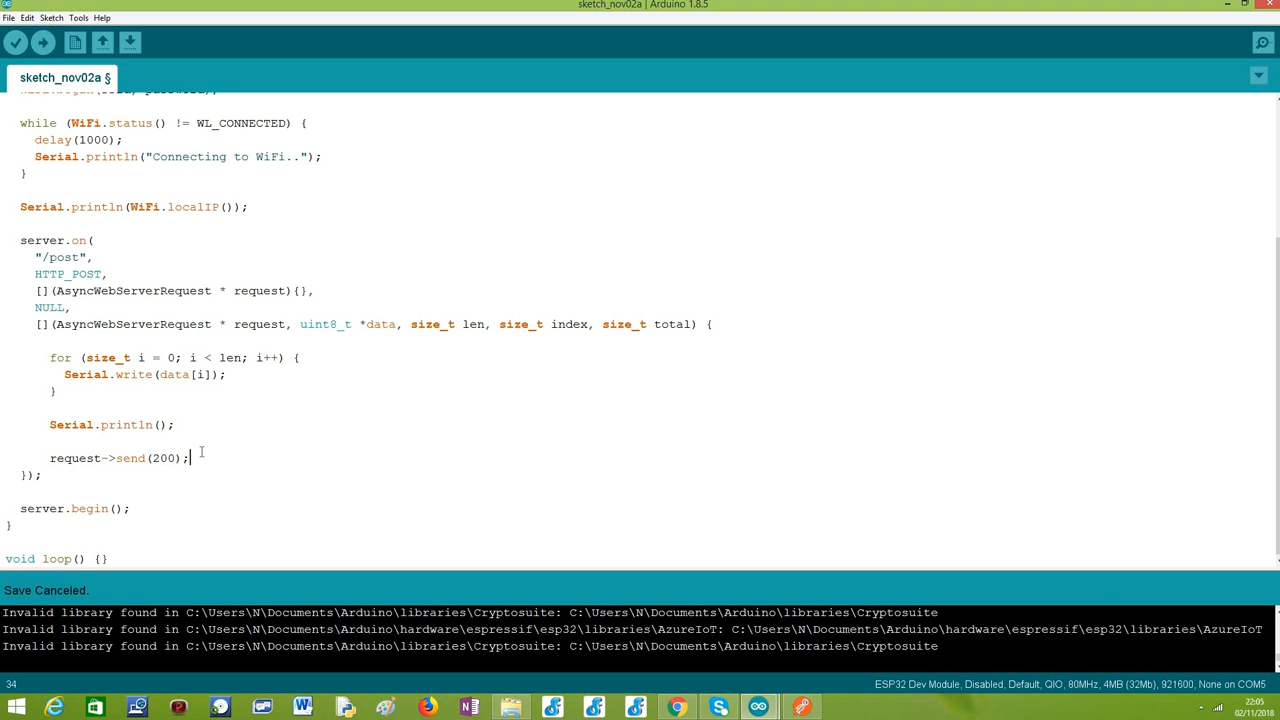 sketch_nov02a | Arduino 1.8.5
File Edit Sketch Tools Help
sketch_nov02a §
while (WiFi.status() != WL_CONNECTED) {
delay(1000);
Serial.println("Connecting to WiFi..");
}
Serial.println(WiFi.localIP());
server.on(
"/post",
HTTP_POST,
[](AsyncWebServerRequest * request){},
NULL,
[](AsyncWebServerRequest * request, uint8_t *data, size_t len, size_t index, size_t total) {
for (size_t i = 0; i < len; i++) {
Serial.write(data[i]);
}
Serial.println();
request->send(200);
});
server.begin();
}
void loop() {}
Save Canceled.
Invalid library found in C:\Users\N\Documents\Arduino\libraries\Cryptosuite: C:\Users\N\Documents\Arduino\libraries\Cryptosuite
Invalid library found in C:\Users\N\Documents\Arduino\hardware\espressif\esp32\libraries\AzureIoT: C:\Users\N\Documents\Arduino\hardware\espressif\esp32\libraries\AzureIoT
Invalid library found in C:\Users\N\Documents\Arduino\libraries\Cryptosuite: C:\Users\N\Documents\Arduino\libraries\Cryptosuite
34
ESP32 Dev Module, Disabled, Default, QIO, 80MHz, 4MB (32Mb), 921600, None on COM5
22:05
02/11/2018